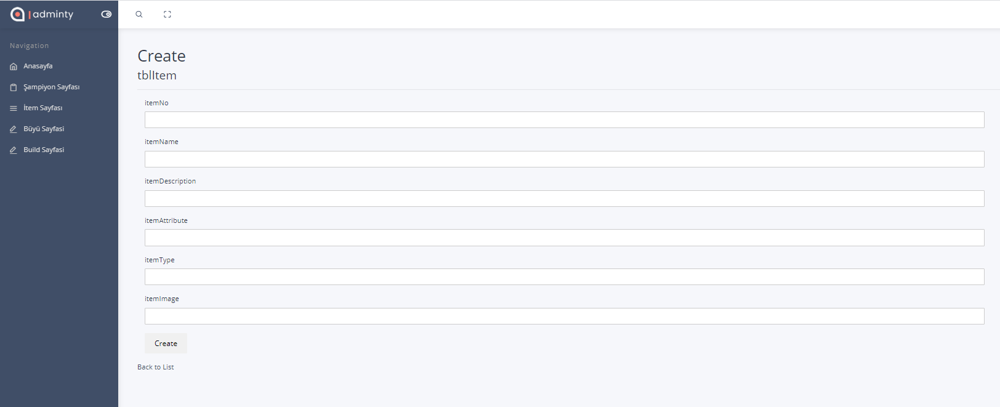 adminty
Navigation
Anasayfa
Şampiyon Sayfası
İtem Sayfası
Büyü Sayfasi
Build Sayfasi
Create
tblItem
itemNo
itemName
itemDescription
itemAttribute
itemType
itemImage
Create
Back to List